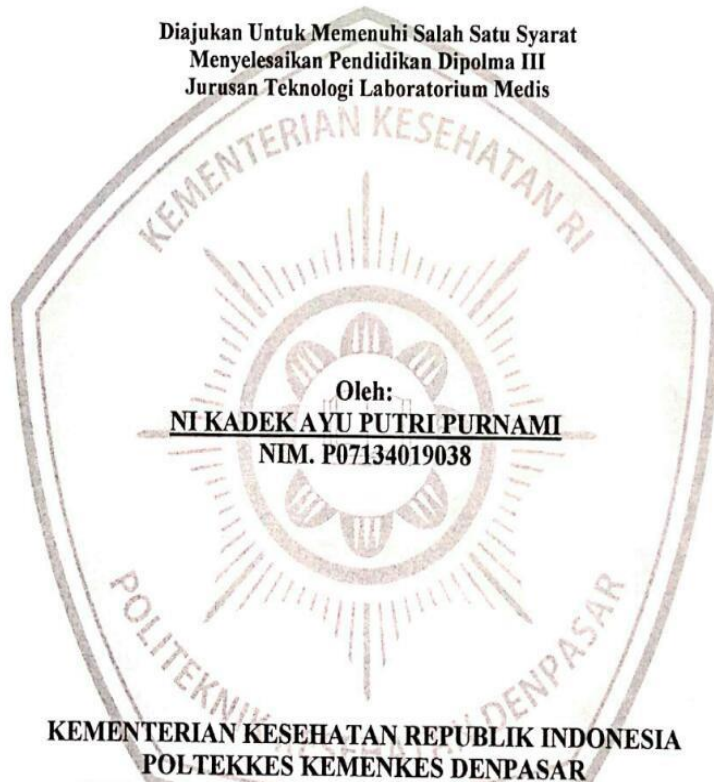 Diajukan Untuk Memenuhi Salah Satu Syarat
Menyelesaikan Pendidikan Dipolma III
Jurusan Teknologi Laboratorium Medis
KEMENTERIAN KESEHATAN RI
Oleh:
NI KADEK AYU PUTRI PURNAMI
NIM. P07134019038
POLITEKNIK KESEHATAN DENPASAR
KEMENTERIAN KESEHATAN REPUBLIK INDONESIA
POLTEKKES KEMENKES DENPASAR